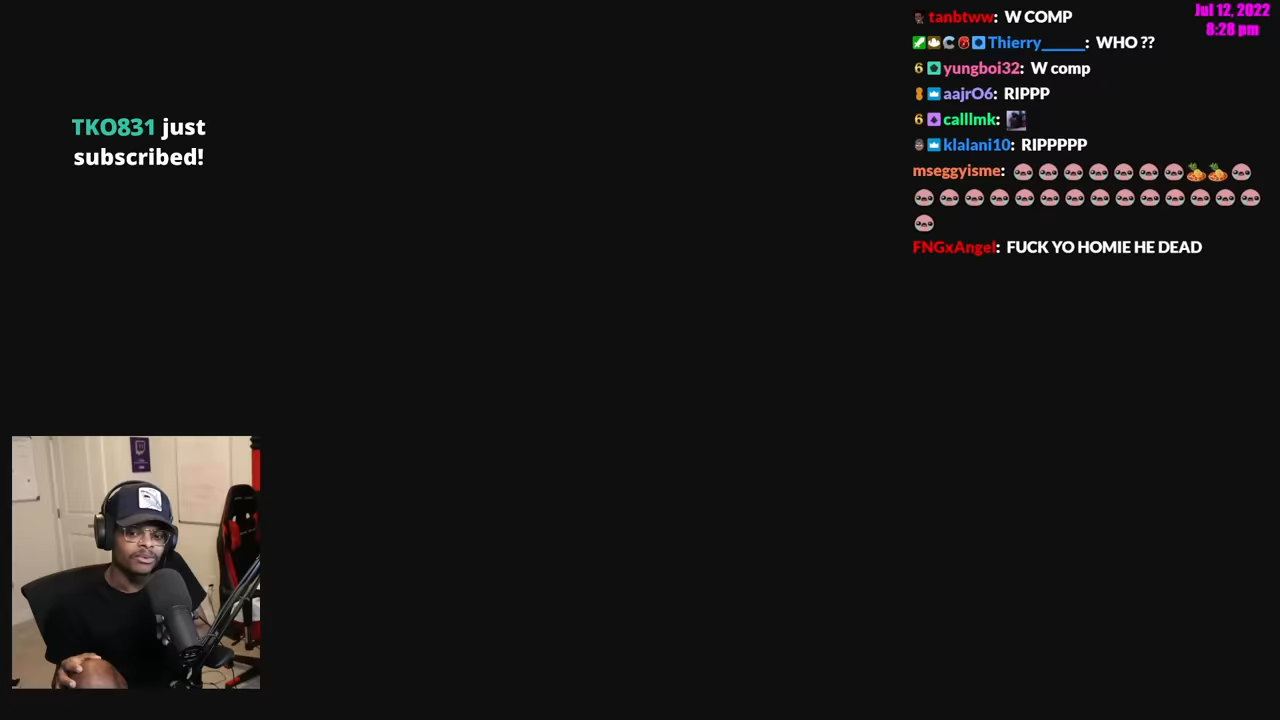 tanbtww: W COMP
Jul 12, 2022
8:28 pm
Thierry_____: WHO ??
6 yungboi32: W comp
aajrO6: RIPPP
6 calllmk:
klalani10: RIPPPPP
mseggyisme:
FNGxAngel: FUCK YO HOMIE HE DEAD
TKO831 just
subscribed!